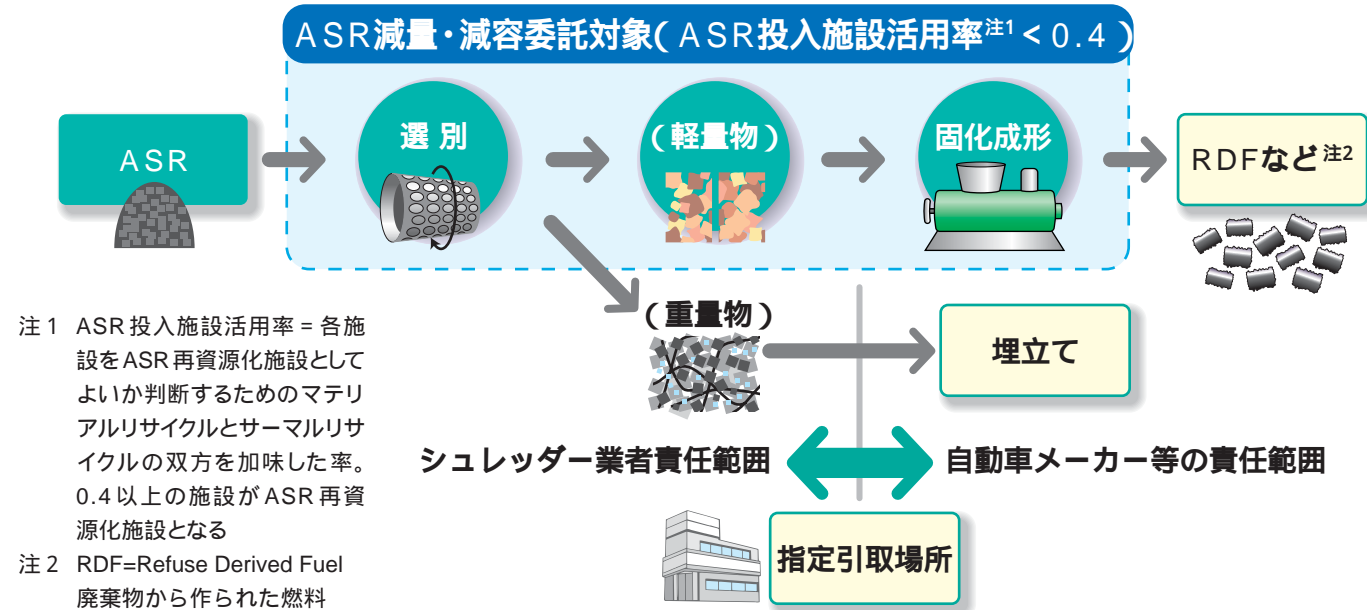 ASR減量・減容委託対象(ASR投入施設活用率注1<0.4)
ASR
選別
(軽量物)
固化成形
RDFなど注2
(重量物)
埋立て
シュレッダー業者責任範囲
自動車メーカー等の責任範囲
指定引取場所
注1 ASR投入施設活用率=各施
設をASR再資源化施設として
よいか判断するためのマテリ
アルリサイクルとサーマルリサ
イクルの双方を加味した率。
0.4以上の施設がASR再資
源化施設となる
注2 RDF=Refuse Derived Fuel
廃棄物から作られた燃料